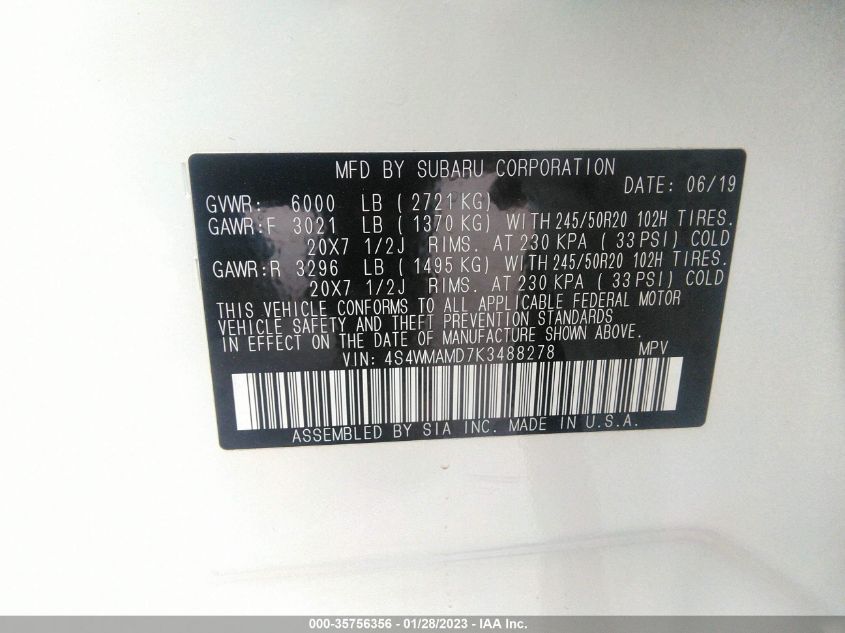 MFD BY SUBARU CORPORATION
DATE: 06/19
GVWR: 6000 LB ( 2721 KG)
GAWR:F 3021 LB ( 1370 KG) WITH 245/50R20 102H TIRES.
20X7 1/2J RIMS. AT 230 KPA ( 33 PSI) COLD
GAWR:R 3296 LB ( 1495 KG) WITH 245/50R20 102H TIRES.
20X7 1/2J RIMS. AT 230 KPA ( 33 PSI) COLD
THIS VEHICLE CONFORMS TO ALL APPLICABLE FEDERAL MOTOR
VEHICLE SAFETY AND THEFT PREVENTION STANDARDS
IN EFFECT ON THE DATE OF MANUFACTURE SHOWN ABOVE.
VIN: 4S4WMAMD7K3488278 MPV
ASSEMBLED BY SIA INC. MADE IN U.S.A.
000-35756356 - 01/28/2023 - IAA Inc.